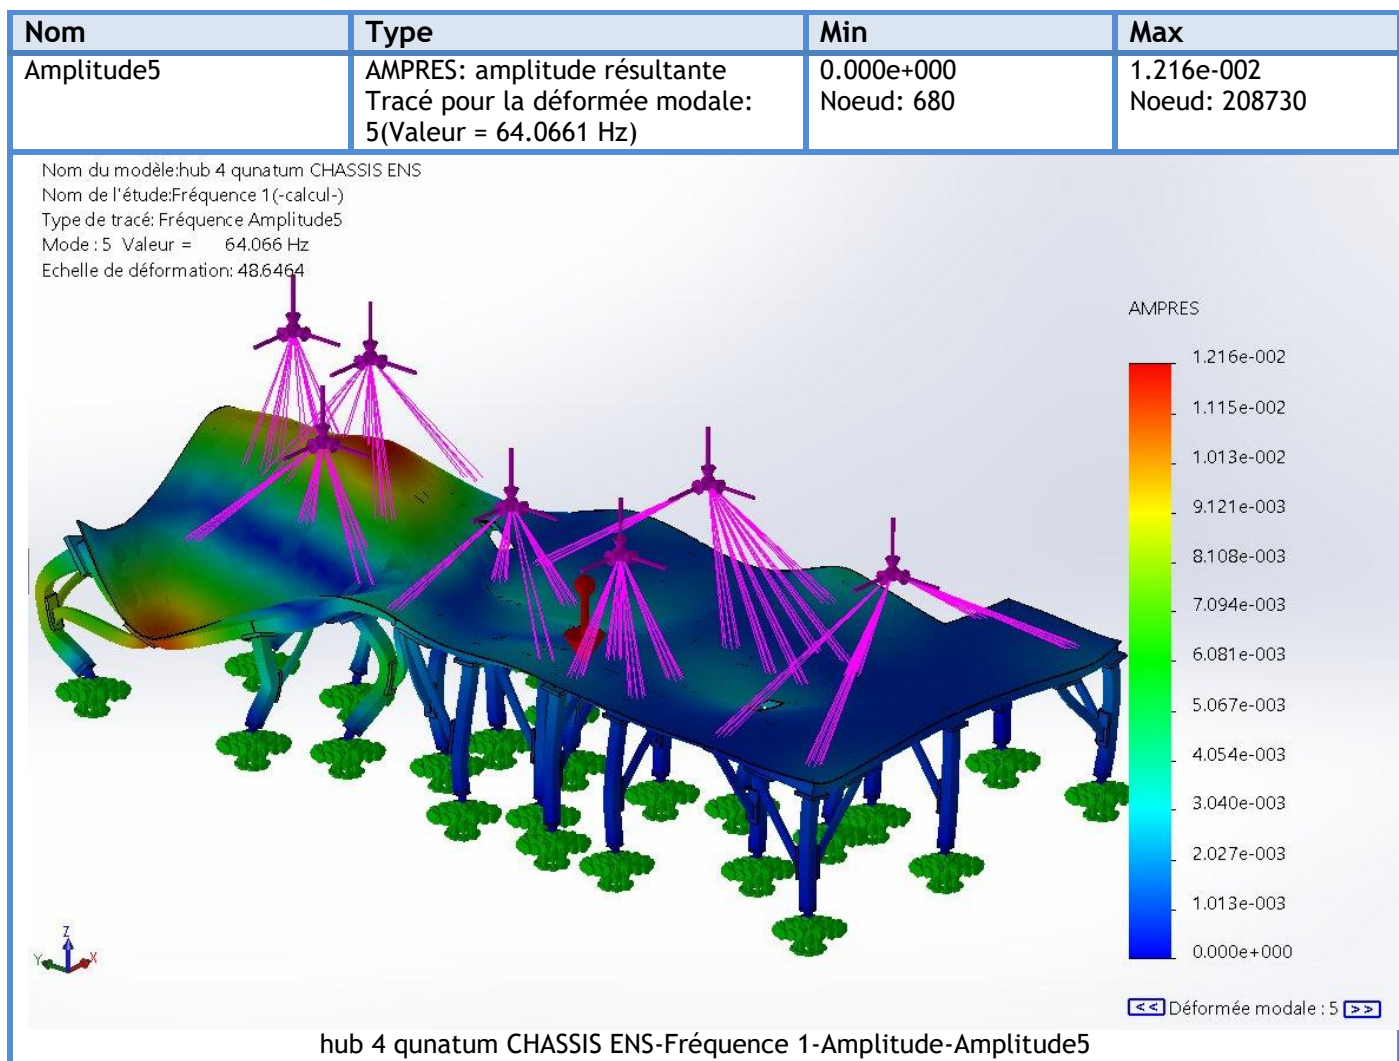 Nom Type Min Max
Amplitude5 AMPRES: amplitude résultante 0.000e+000 1.216e-002
Tracé pour la déformée modale: Noeud: 680 Noeud: 208730
5(Valeur = 64.0661 Hz)
Nom du modèle:hub 4 qunatum CHASSIS ENS
Nom de l'étude:Fréquence 1(-calcul-)
Type de tracé: Fréquence Amplitude5
Mode : 5 Valeur = 64.066 Hz
Echelle de déformation: 48.6464
AMPRES
1.216e-002
1.115e-002
1.013e-002
9.121e-003
8.108e-003
7.094e-003
6.081e-003
5.067e-003
4.054e-003
3.040e-003
2.027e-003
1.013e-003
0.000e+000
Z
Y X
<< Déformée modale : 5 >>
hub 4 qunatum CHASSIS ENS-Fréquence 1-Amplitude-Amplitude5